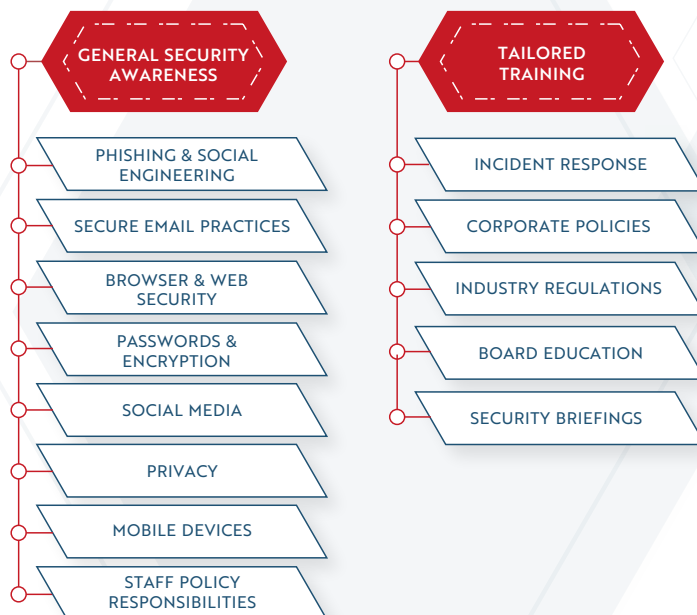 GENERAL SECURITY
AWARENESS
PHISHING & SOCIAL
ENGINEERING
SECURE EMAIL PRACTICES
BROWSER & WEB
SECURITY
PASSWORDS &
ENCRYPTION
SOCIAL MEDIA
PRIVACY
MOBILE DEVICES
STAFF POLICY
RESPONSIBILITIES
TAILORED
TRAINING
INCIDENT RESPONSE
CORPORATE POLICIES
INDUSTRY REGULATIONS
BOARD EDUCATION
SECURITY BRIEFINGS